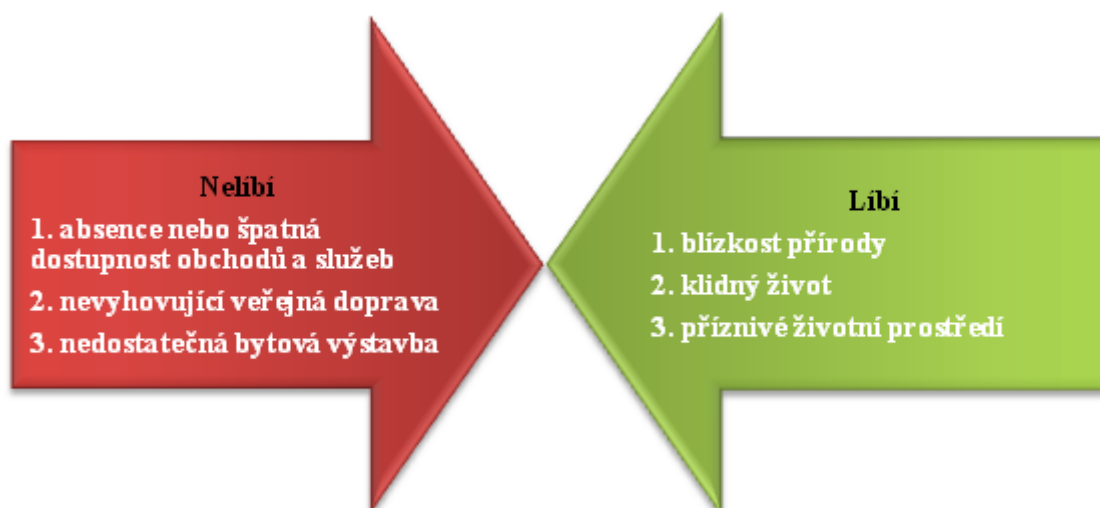 Nelíbí
1. absence nebo špatná
dostupnost obchodů a služeb
2. nevyhovující veřejná doprava
3. nedostatečná bytová výstavba
Líbí
1. blízkost přírody
2. klidný život
3. příznivé životní prostředí